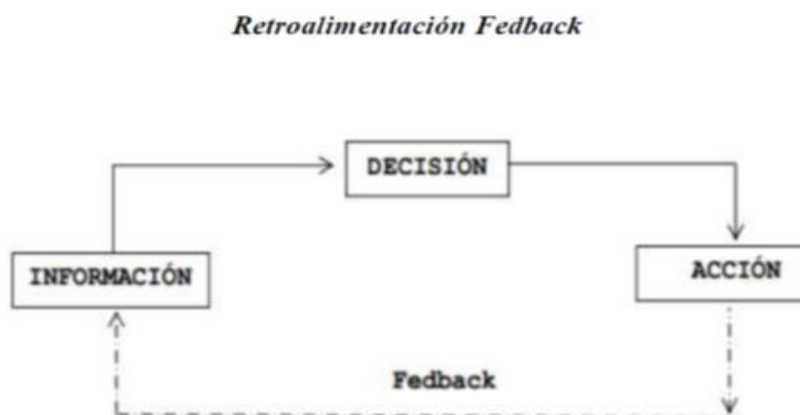 Retroalimentación Fedback
DECISIÓN
INFORMACIÓN
ACCIÓN
Fedback